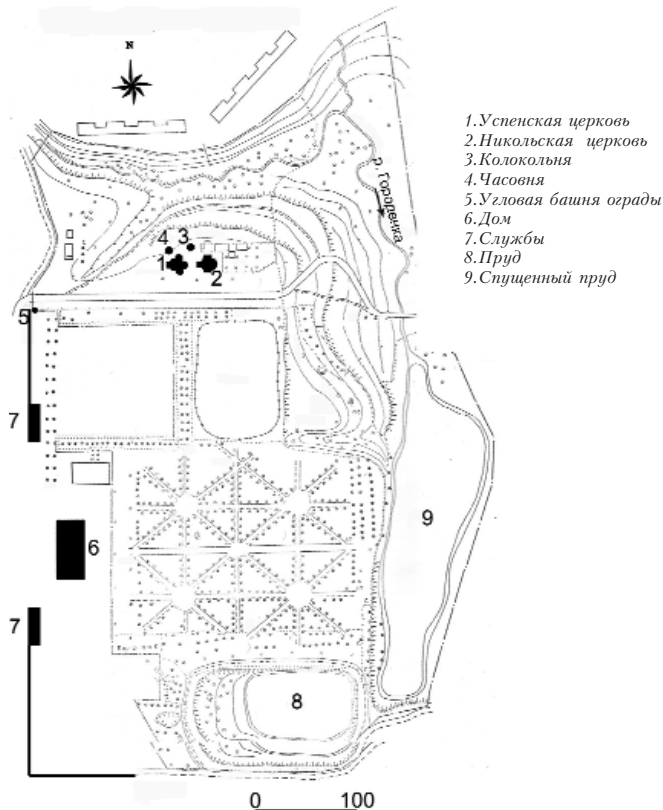 N
1.Успенская церковь
2.Никольская церковь
3.Колокольня
4.Часовня
5.Угловая башня ограды
6.Дом
7.Службы
8.Пруд
9.Спущенный пруд
р. Городенка
4 3
1 2
5
7
6
9
7
8
0 100